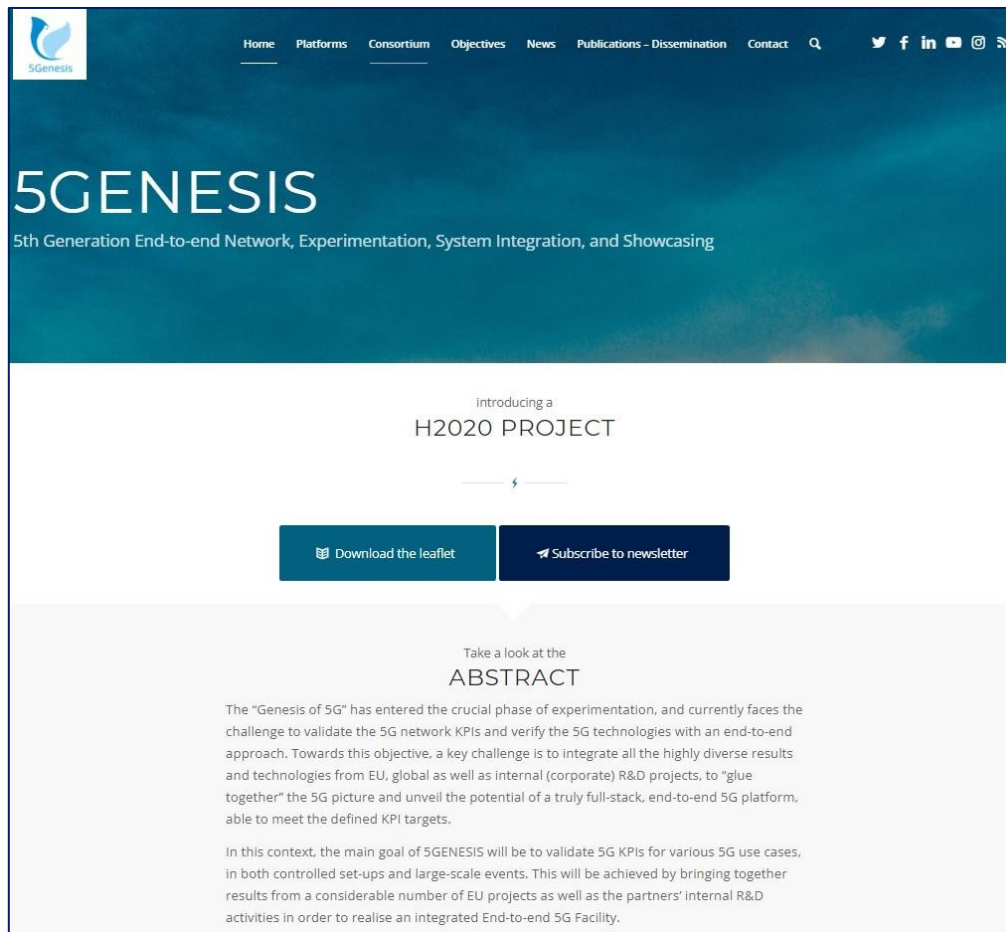 5Genesis
Home Platforms Consortium Objectives News Publications – Dissemination Contact
5GENESIS
5th Generation End-to-end Network, Experimentation, System Integration, and Showcasing
introducing a
H2020 PROJECT
Download the leaflet
Subscribe to newsletter
Take a look at the
ABSTRACT
The “Genesis of 5G” has entered the crucial phase of experimentation, and currently faces the
challenge to validate the 5G network KPIs and verify the 5G technologies with an end-to-end
approach. Towards this objective, a key challenge is to integrate all the highly diverse results
and technologies from EU, global as well as internal (corporate) R&D projects, to “glue
together” the 5G picture and unveil the potential of a truly full-stack, end-to-end 5G platform,
able to meet the defined KPI targets.
In this context, the main goal of 5GENESIS will be to validate 5G KPIs for various 5G use cases,
in both controlled set-ups and large-scale events. This will be achieved by bringing together
results from a considerable number of EU projects as well as the partners’ internal R&D
activities in order to realise an integrated End-to-end 5G Facility.